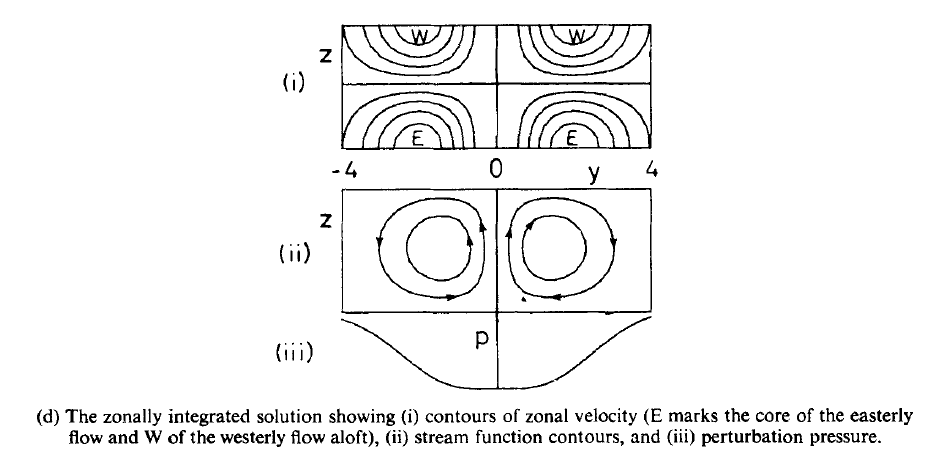 W W
z
(i)
E E
-4 0 y 4
z
(ii)
p
(iii)
(d) The zonally integrated solution showing (i) contours of zonal velocity (E marks the core of the easterly
flow and W of the westerly flow aloft), (ii) stream function contours, and (iii) perturbation pressure.